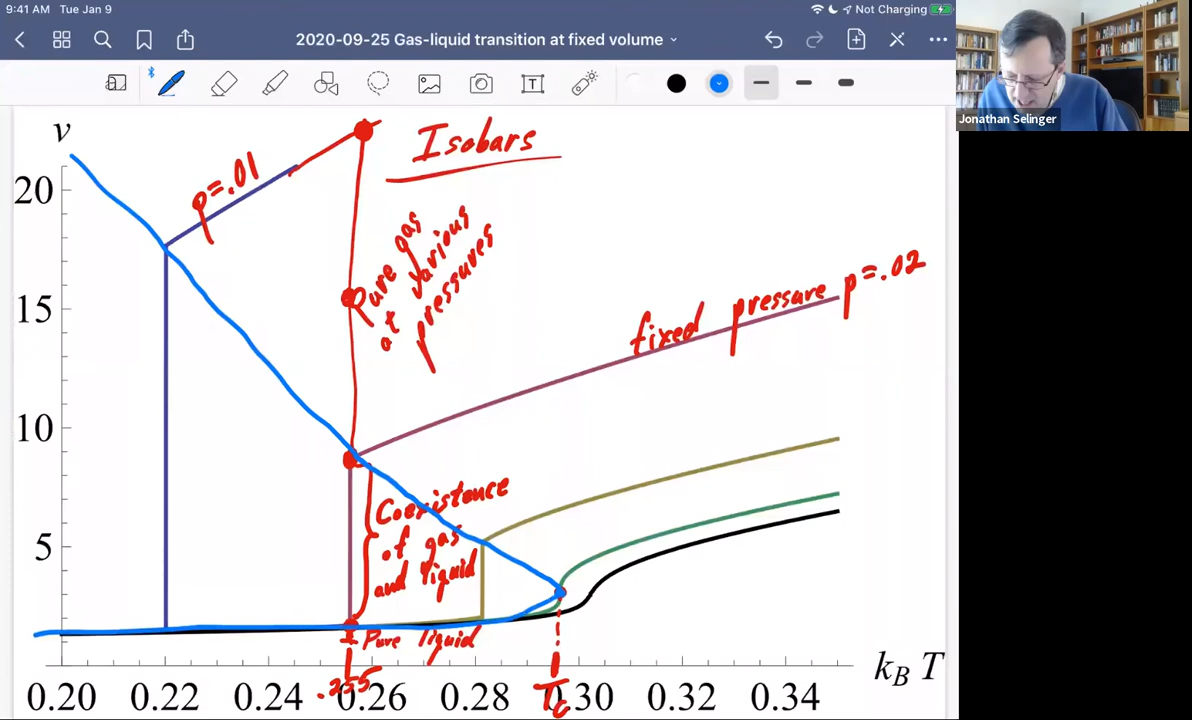 9:41 AM Tue Jan 9
Not Charging
2020-09-25 Gas-liquid transition at fixed volume
T
Jonathan Selinger
v
Isobars
20
15
10
5
p=.01
Pure gas
at various
pressures
fixed pressure p=.02
Coexistence
of gas
and liquid
Pure liquid
.255
Tc
k_B T
0.20 0.22 0.24 0.26 0.28 0.30 0.32 0.34